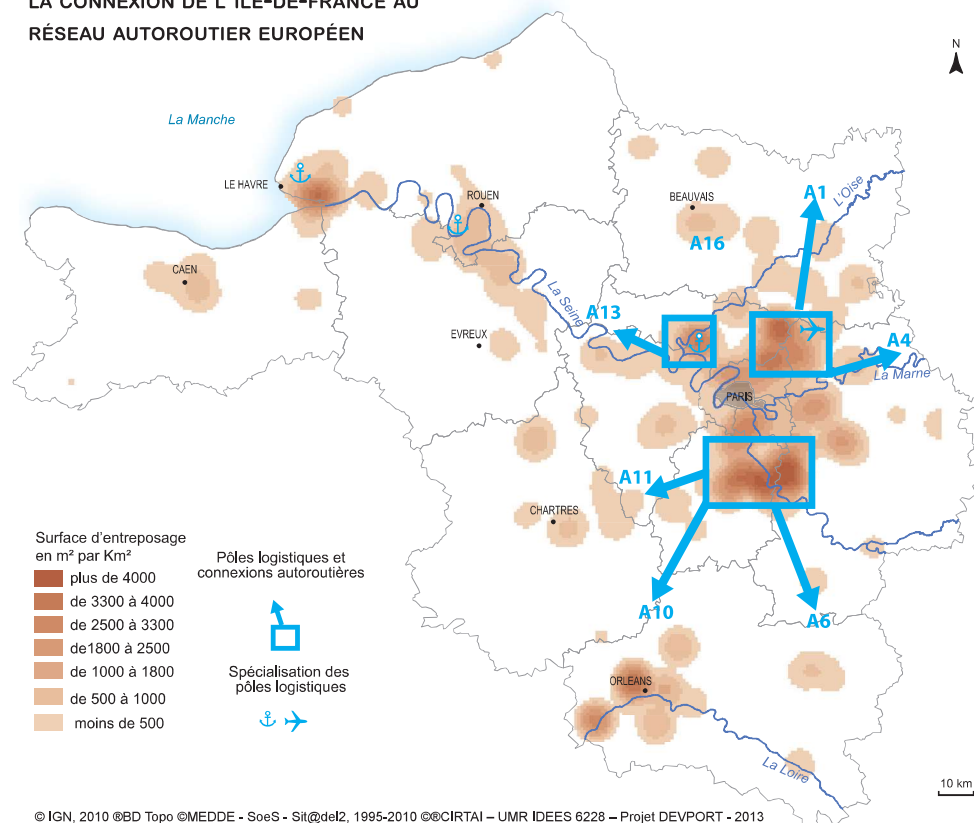 LA CONNEXION DE L'ÎLE-DE-FRANCE AU
RÉSEAU AUTOROUTIER EUROPÉEN
N
La Manche
LE HAVRE
ROUEN
BEAUVAIS
A1
L'Oise
A16
CAEN
La Seine
A13
EVREUX
A4
La Marne
PARIS
A11
CHARTRES
A10
A6
ORLEANS
La Loire
Surface d'entreposage
en m² par Km²
plus de 4000
de 3300 à 4000
de 2500 à 3300
de1800 à 2500
de 1000 à 1800
de 500 à 1000
moins de 500
Pôles logistiques et
connexions autoroutières
Spécialisation des
pôles logistiques
10 km
© IGN, 2010 ®BD Topo ©MEDDE - SoeS - Sit@del2, 1995-2010 ©®CIRTAI – UMR IDEES 6228 – Projet DEVPORT - 2013